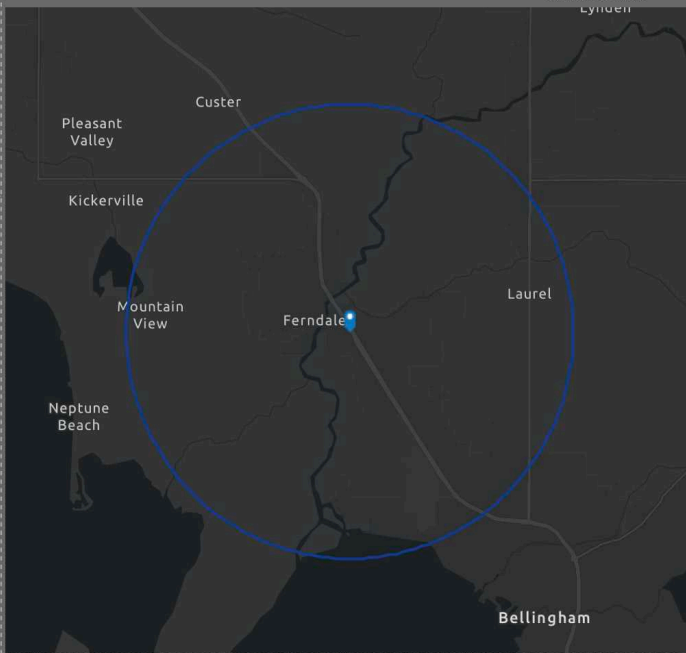 Lynden
Custer
Pleasant
Valley
Kickerville
Laurel
Mountain
View
Ferndale
Neptune
Beach
Bellingham